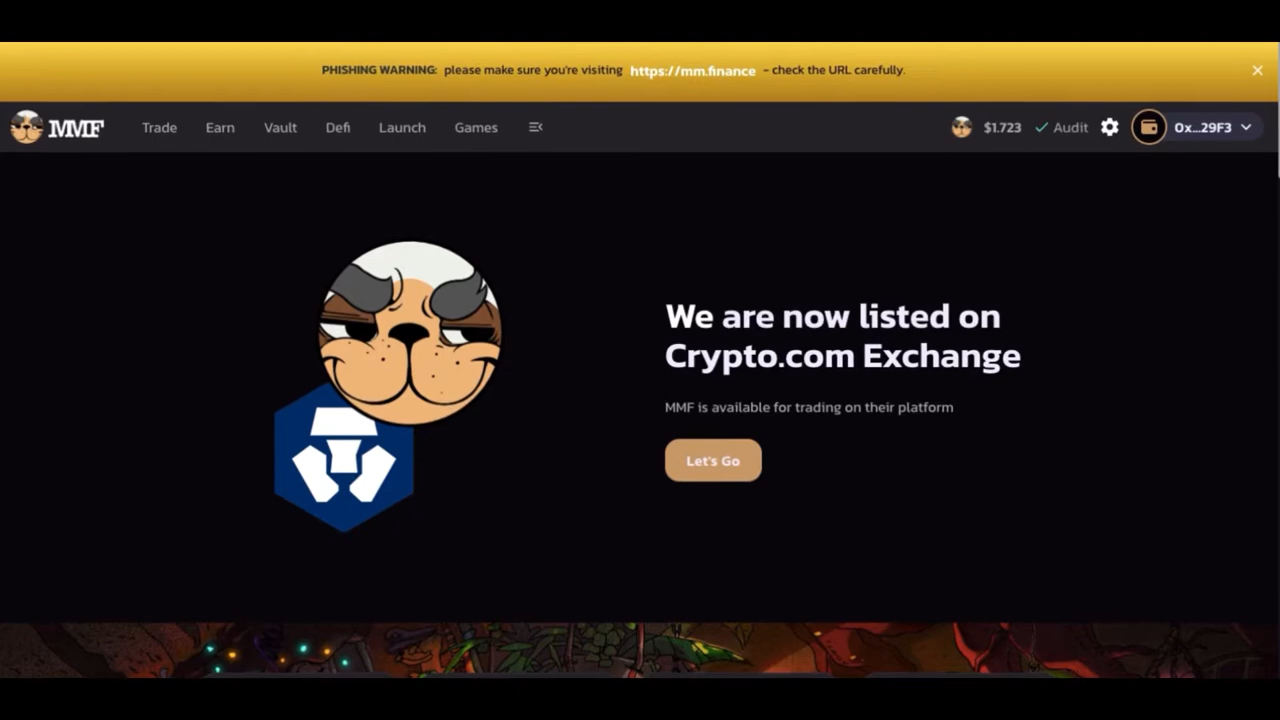 PHISHING WARNING: please make sure you're visiting https://mm.finance - check the URL carefully.
MMF Trade Earn Vault Defi Launch Games $1.723 Audit 0x...29F3
We are now listed on
Crypto.com Exchange
MMF is available for trading on their platform
Let's Go